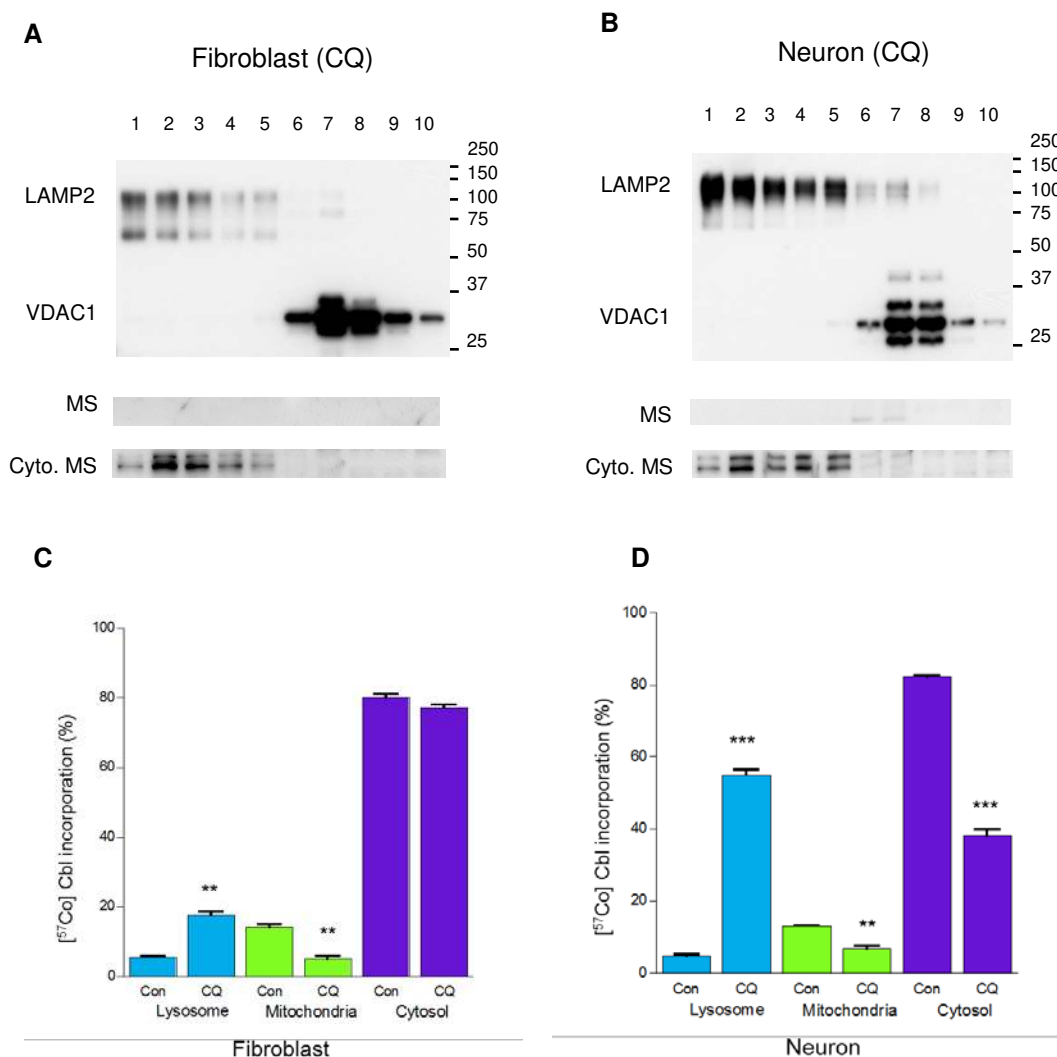 A
Fibroblast (CQ)
1 2 3 4 5 6 7 8 9 10
LAMP2
VDAC1
250
150
100
75
50
37
25
MS
Cyto. MS
B
Neuron (CQ)
1 2 3 4 5 6 7 8 9 10
LAMP2
VDAC1
250
150
100
75
50
37
25
MS
Cyto. MS
C
[57Co] Cbl incorporation (%)
100
80
60
40
20
0
**
**
Con CQ Con CQ Con CQ
Lysosome Mitochondria Cytosol
Fibroblast
D
[57Co] Cbl incorporation (%)
100
80
60
40
20
0
***
**
***
Con CQ Con CQ Con CQ
Lysosome Mitochondria Cytosol
Neuron